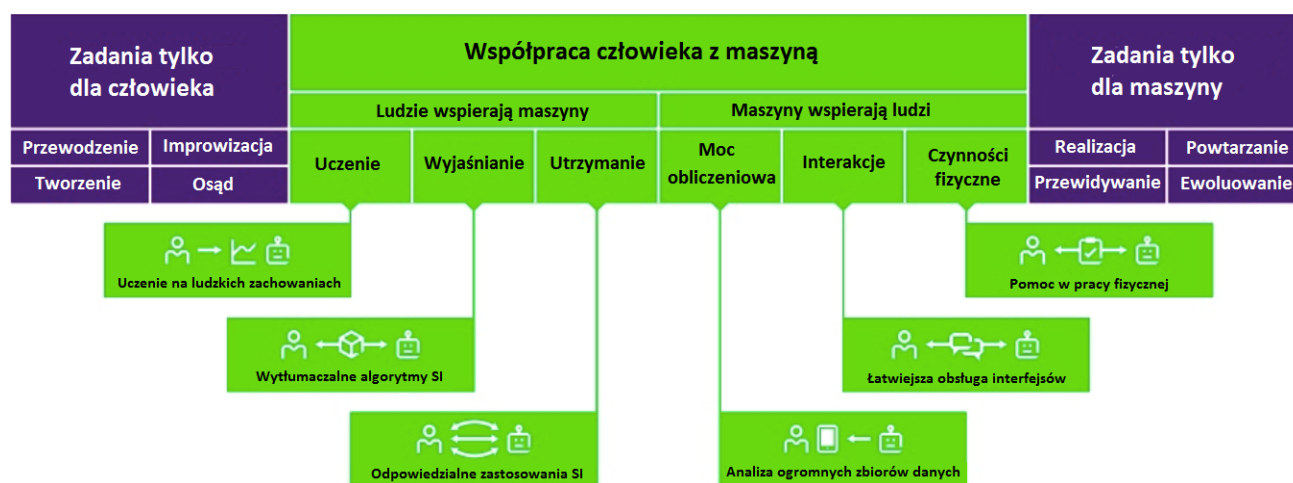 Zadania tylko
dla człowieka
Współpraca człowieka z maszyną
Zadania tylko
dla maszyny
Ludzie wspierają maszyny
Maszyny wspierają ludzi
Przewodzenie
Improwizacja
Tworzenie
Osąd
Uczenie
Wyjaśnianie
Utrzymanie
Moc
obliczeniowa
Interakcje
Czynności
fizyczne
Realizacja
Powtarzanie
Przewidywanie
Ewoluowanie
Uczenie na ludzkich zachowaniach
Pomoc w pracy fizycznej
Wytłumaczalne algorytmy SI
Łatwiejsza obsługa interfejsów
Odpowiedzialne zastosowania SI
Analiza ogromnych zbiorów danych